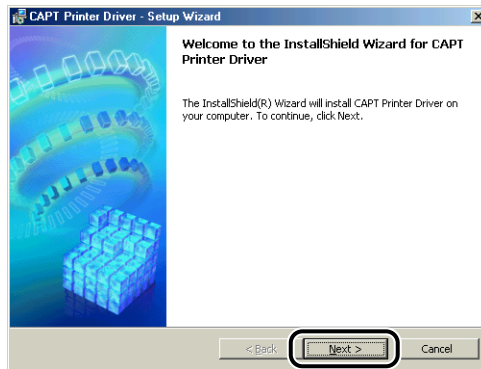 CAPT Printer Driver - Setup Wizard
Welcome to the InstallShield Wizard for CAPT
Printer Driver
The InstallShield(R) Wizard will install CAPT Printer Driver on
your computer. To continue, click Next.
< Back Next > Cancel